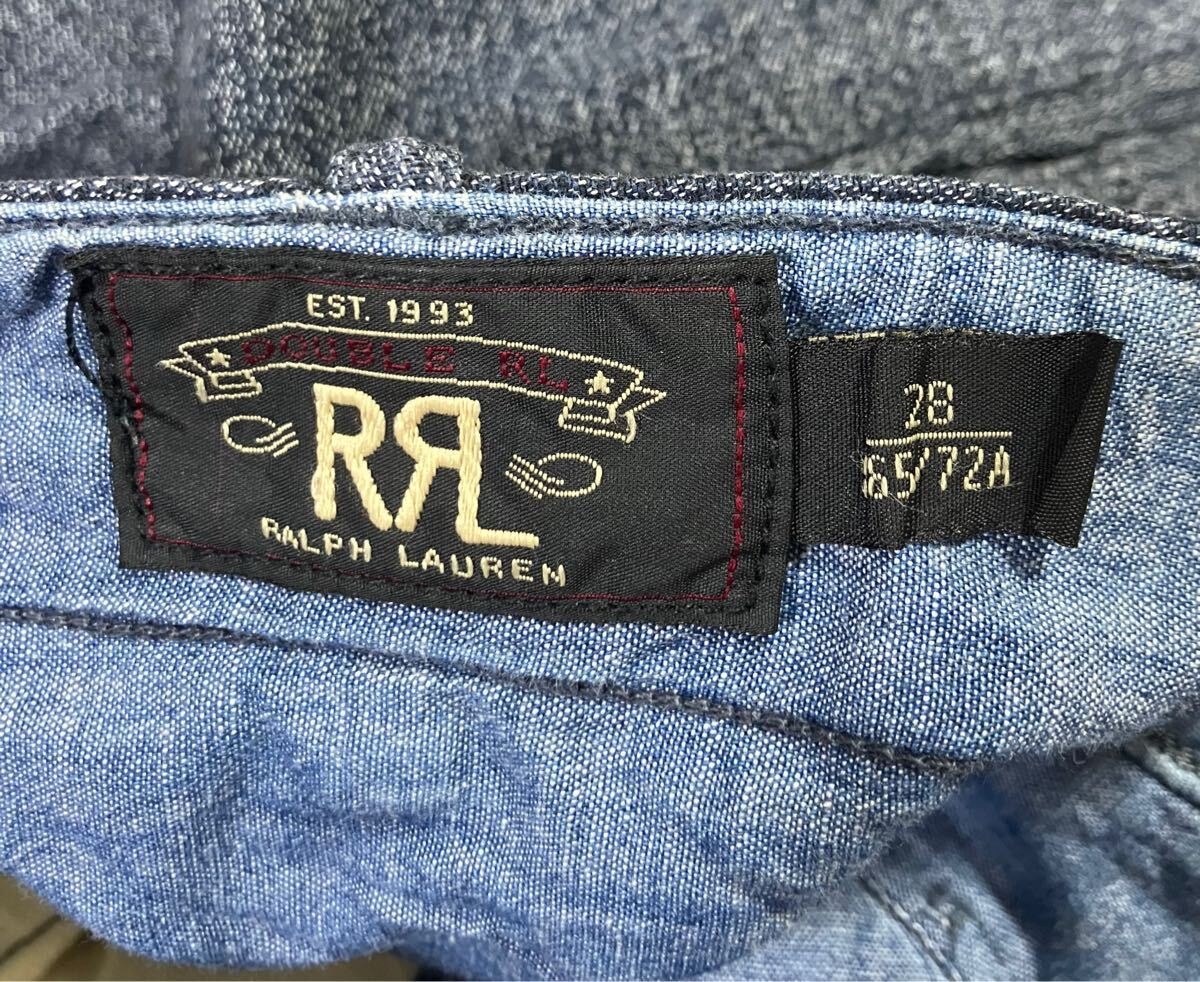 EST. 1993
DOUBLE RL
RRL
RALPH LAUREN
28
165/72A